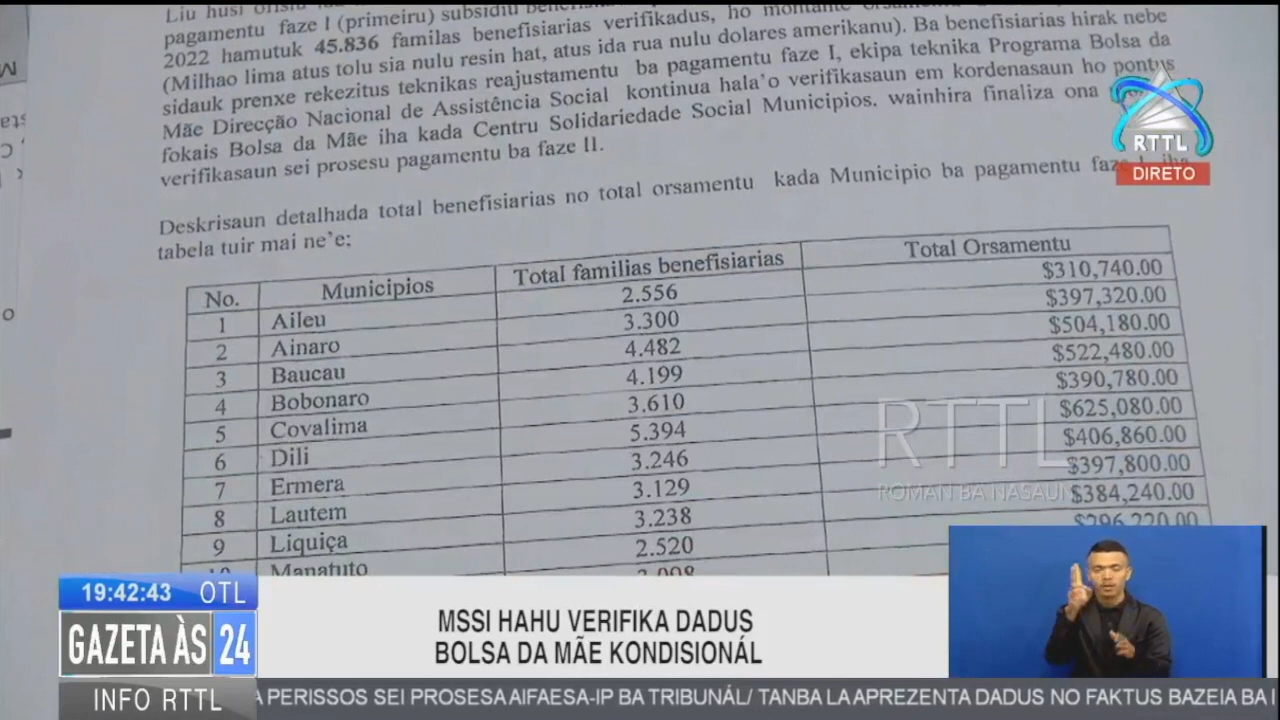 Liu husi
pagamentu faze I (primeiru) subsidiu
2022 hamutuk 45.836 familas benefisiarias verifikadus, ho montante
(Milhao lima atus tolu sia nulu resin hat, atus ida rua nulu dolares amerikanu). Ba benefisiarias hirak nebe
sidauk prenxe rekezitus teknikas reajustamentu ba pagamentu faze I, ekipa teknika Programa Bolsa da
Mãe Direcção Nacional de Assistência Social kontinua hala'o verifikasaun em kordenasaun ho pontus
fokais Bolsa da Mãe iha kada Centru Solidariedade Social Municipios. wainhira finaliza ona
verifikasaun sei prosesu pagamentu ba faze II.
Deskrisaun detalhada total benefisiarias no total orsamentu kada Municipio ba pagamentu faze I iha
tabela tuir mai ne'e:
No. Municipios Total familias benefisiarias Total Orsamentu
1 Aileu 2.556 $310,740.00
2 Ainaro 3.300 $397,320.00
3 Baucau 4.482 $504,180.00
4 Bobonaro 4.199 $522,480.00
5 Covalima 3.610 $390,780.00
6 Dili 5.394 $625,080.00
7 Ermera 3.246 $406,860.00
8 Lautem 3.129 $397,800.00
9 Liquiça 3.238 $384,240.00
Manatuto 2.520 $296,220.00
RTTL
DIRETO
RTTL
ROMAN BA NASAUN
19:42:43 OTL
GAZETA ÀS 24
INFO RTTL
MSSI HAHU VERIFIKA DADUS
BOLSA DA MÃE KONDISIONÁL
A PERISSOS SEI PROSESA AIFAESA-IP BA TRIBUNÁL/ TANBA LA APREZENTA DADUS NO FAKTUS BAZEIA BA